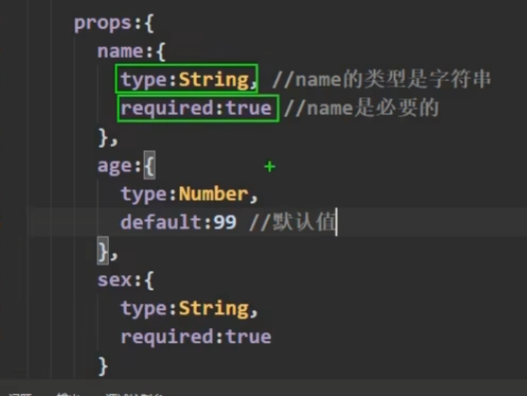 props:{
name:{
type:String, //name的类型是字符串
required:true //name是必要的
},
age:{
type:Number,
default:99 //默认值
},
sex:{
type:String,
required:true
}